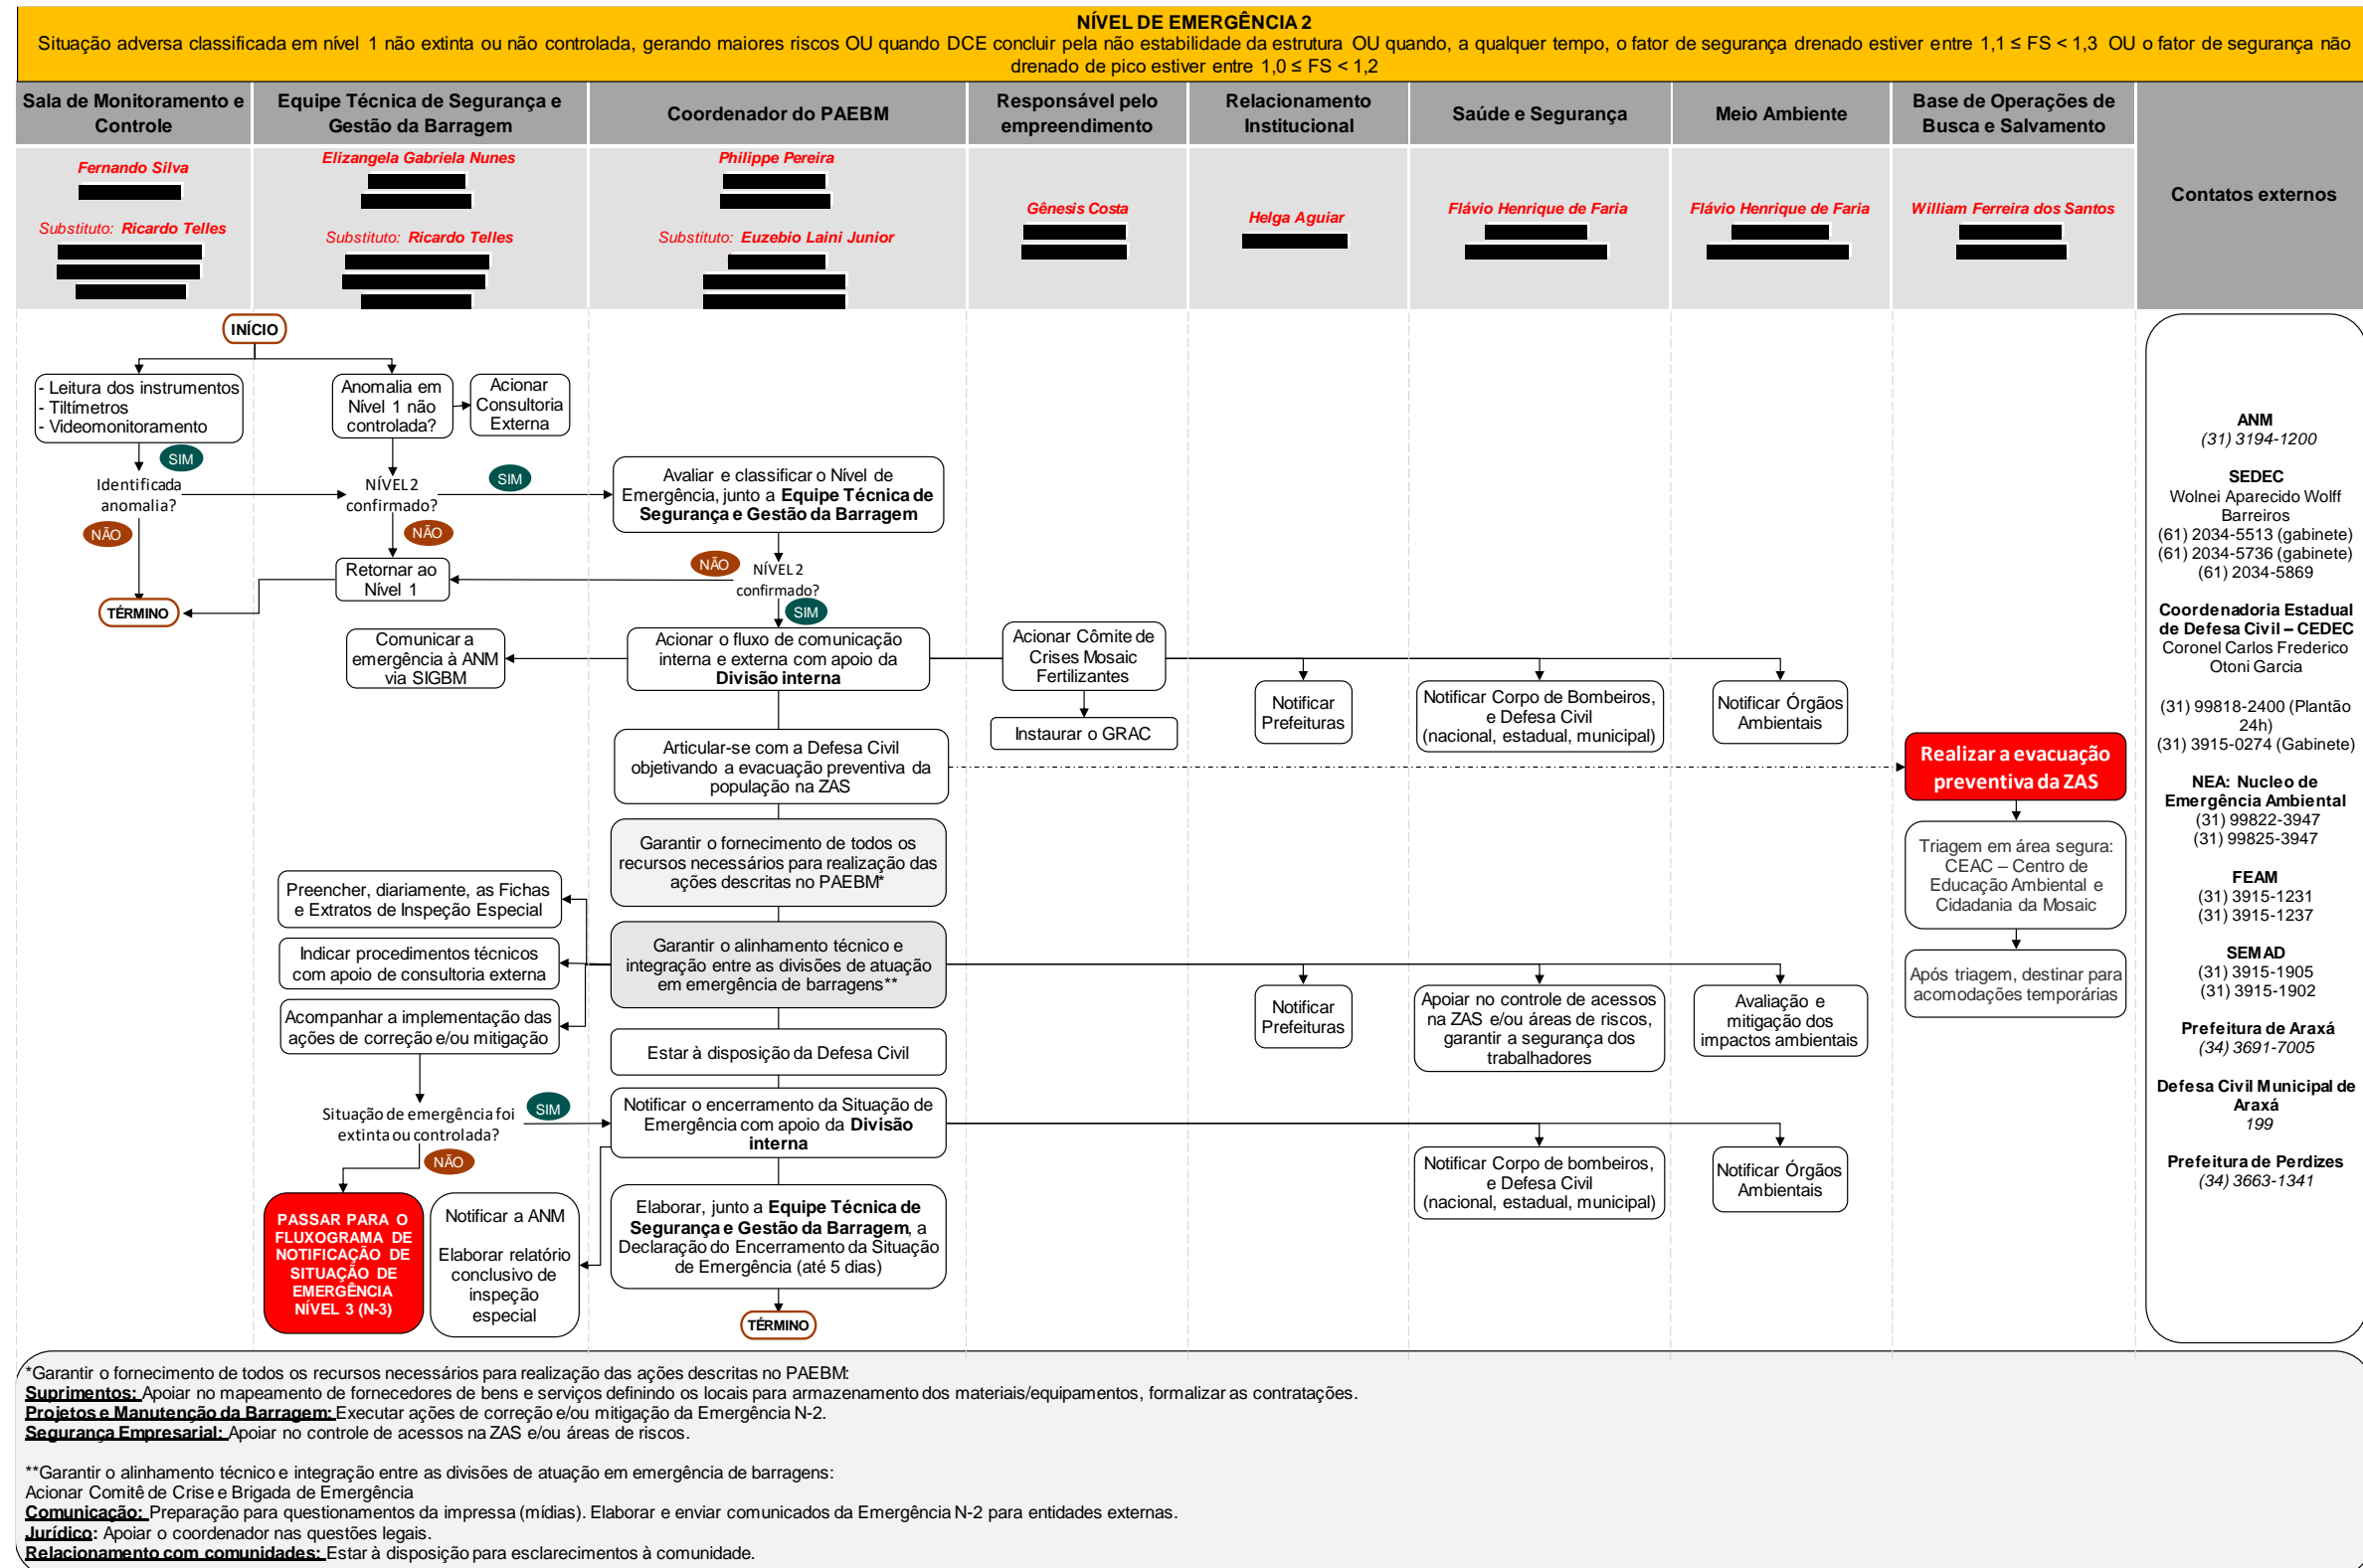 NÍVEL DE EMERGÊNCIA 2
Situação adversa classificada em nível 1 não extinta ou não controlada, gerando maiores riscos OU quando DCE concluir pela não estabilidade da estrutura OU quando, a qualquer tempo, o fator de segurança drenado estiver entre 1,1 ≤ FS < 1,3 OU o fator de segurança não
drenado de pico estiver entre 1,0 ≤ FS < 1,2
Sala de Monitoramento e
Controle
Equipe Técnica de Segurança e
Gestão da Barragem
Coordenador do PAEBM
Responsável pelo
empreendimento
Relacionamento
Institucional
Saúde e Segurança
Meio Ambiente
Base de Operações de
Busca e Salvamento
Contatos externos
Fernando Silva
Substituto: Ricardo Telles
Elizangela Gabriela Nunes
Substituto: Ricardo Telles
Philippe Pereira
Substituto: Euzebio Laini Junior
Gênesis Costa
Helga Aguiar
Flávio Henrique de Faria
Flávio Henrique de Faria
William Ferreira dos Santos
INÍCIO
- Leitura dos instrumentos
- Tiltímetros
- Videomonitoramento
SIM
Identificada
anomalia?
NÃO
TÉRMINO
Anomalia em
Nível 1 não
controlada?
Acionar
Consultoria
Externa
NÍVEL 2
confirmado?
SIM
NÃO
Retornar ao
Nível 1
Avaliar e classificar o Nível de
Emergência, junto a Equipe Técnica de
Segurança e Gestão da Barragem
NÃO
NÍVEL 2
confirmado?
SIM
Comunicar a
emergência à ANM
via SIGBM
Acionar o fluxo de comunicação
interna e externa com apoio da
Divisão interna
Acionar Cômite de
Crises Mosaic
Fertilizantes
Instaurar o GRAC
Notificar
Prefeituras
Notificar Corpo de Bombeiros,
e Defesa Civil
(nacional, estadual, municipal)
Notificar Órgãos
Ambientais
Articular-se com a Defesa Civil
objetivando a evacuação preventiva da
população na ZAS
Realizar a evacuação
preventiva da ZAS
Triagem em área segura:
CEAC – Centro de
Educação Ambiental e
Cidadania da Mosaic
Após triagem, destinar para
acomodações temporárias
Garantir o fornecimento de todos os
recursos necessários para realização das
ações descritas no PAEBM*
Preencher, diariamente, as Fichas
e Extratos de Inspeção Especial
Indicar procedimentos técnicos
com apoio de consultoria externa
Acompanhar a implementação das
ações de correção e/ou mitigação
Garantir o alinhamento técnico e
integração entre as divisões de atuação
em emergência de barragens**
Notificar
Prefeituras
Apoiar no controle de acessos
na ZAS e/ou áreas de riscos,
garantir a segurança dos
trabalhadores
Avaliação e
mitigação dos
impactos ambientais
Estar à disposição da Defesa Civil
Situação de emergência foi
extinta ou controlada?
SIM
NÃO
Notificar o encerramento da Situação de
Emergência com apoio da Divisão
interna
Notificar Corpo de bombeiros,
e Defesa Civil
(nacional, estadual, municipal)
Notificar Órgãos
Ambientais
PASSAR PARA O
FLUXOGRAMA DE
NOTIFICAÇÃO DE
SITUAÇÃO DE
EMERGÊNCIA
NÍVEL 3 (N-3)
Notificar a ANM
Elaborar relatório
conclusivo de
inspeção
especial
Elaborar, junto a Equipe Técnica de
Segurança e Gestão da Barragem, a
Declaração do Encerramento da Situação
de Emergência (até 5 dias)
TÉRMINO
ANM
(31) 3194-1200
SEDEC
Wolnei Aparecido Wolff
Barreiros
(61) 2034-5513 (gabinete)
(61) 2034-5736 (gabinete)
(61) 2034-5869
Coordenadoria Estadual
de Defesa Civil – CEDEC
Coronel Carlos Frederico
Otoni Garcia
(31) 99818-2400 (Plantão
24h)
(31) 3915-0274 (Gabinete)
NEA: Nucleo de
Emergência Ambiental
(31) 99822-3947
(31) 99825-3947
FEAM
(31) 3915-1231
(31) 3915-1237
SEMAD
(31) 3915-1905
(31) 3915-1902
Prefeitura de Araxá
(34) 3691-7005
Defesa Civil Municipal de
Araxá
199
Prefeitura de Perdizes
(34) 3663-1341
*Garantir o fornecimento de todos os recursos necessários para realização das ações descritas no PAEBM:
Suprimentos: Apoiar no mapeamento de fornecedores de bens e serviços definindo os locais para armazenamento dos materiais/equipamentos, formalizar as contratações.
Projetos e Manutenção da Barragem: Executar ações de correção e/ou mitigação da Emergência N-2.
Segurança Empresarial: Apoiar no controle de acessos na ZAS e/ou áreas de riscos.
**Garantir o alinhamento técnico e integração entre as divisões de atuação em emergência de barragens:
Acionar Comitê de Crise e Brigada de Emergência
Comunicação: Preparação para questionamentos da impressa (mídias). Elaborar e enviar comunicados da Emergência N-2 para entidades externas.
Jurídico: Apoiar o coordenador nas questões legais.
Relacionamento com comunidades: Estar à disposição para esclarecimentos à comunidade.